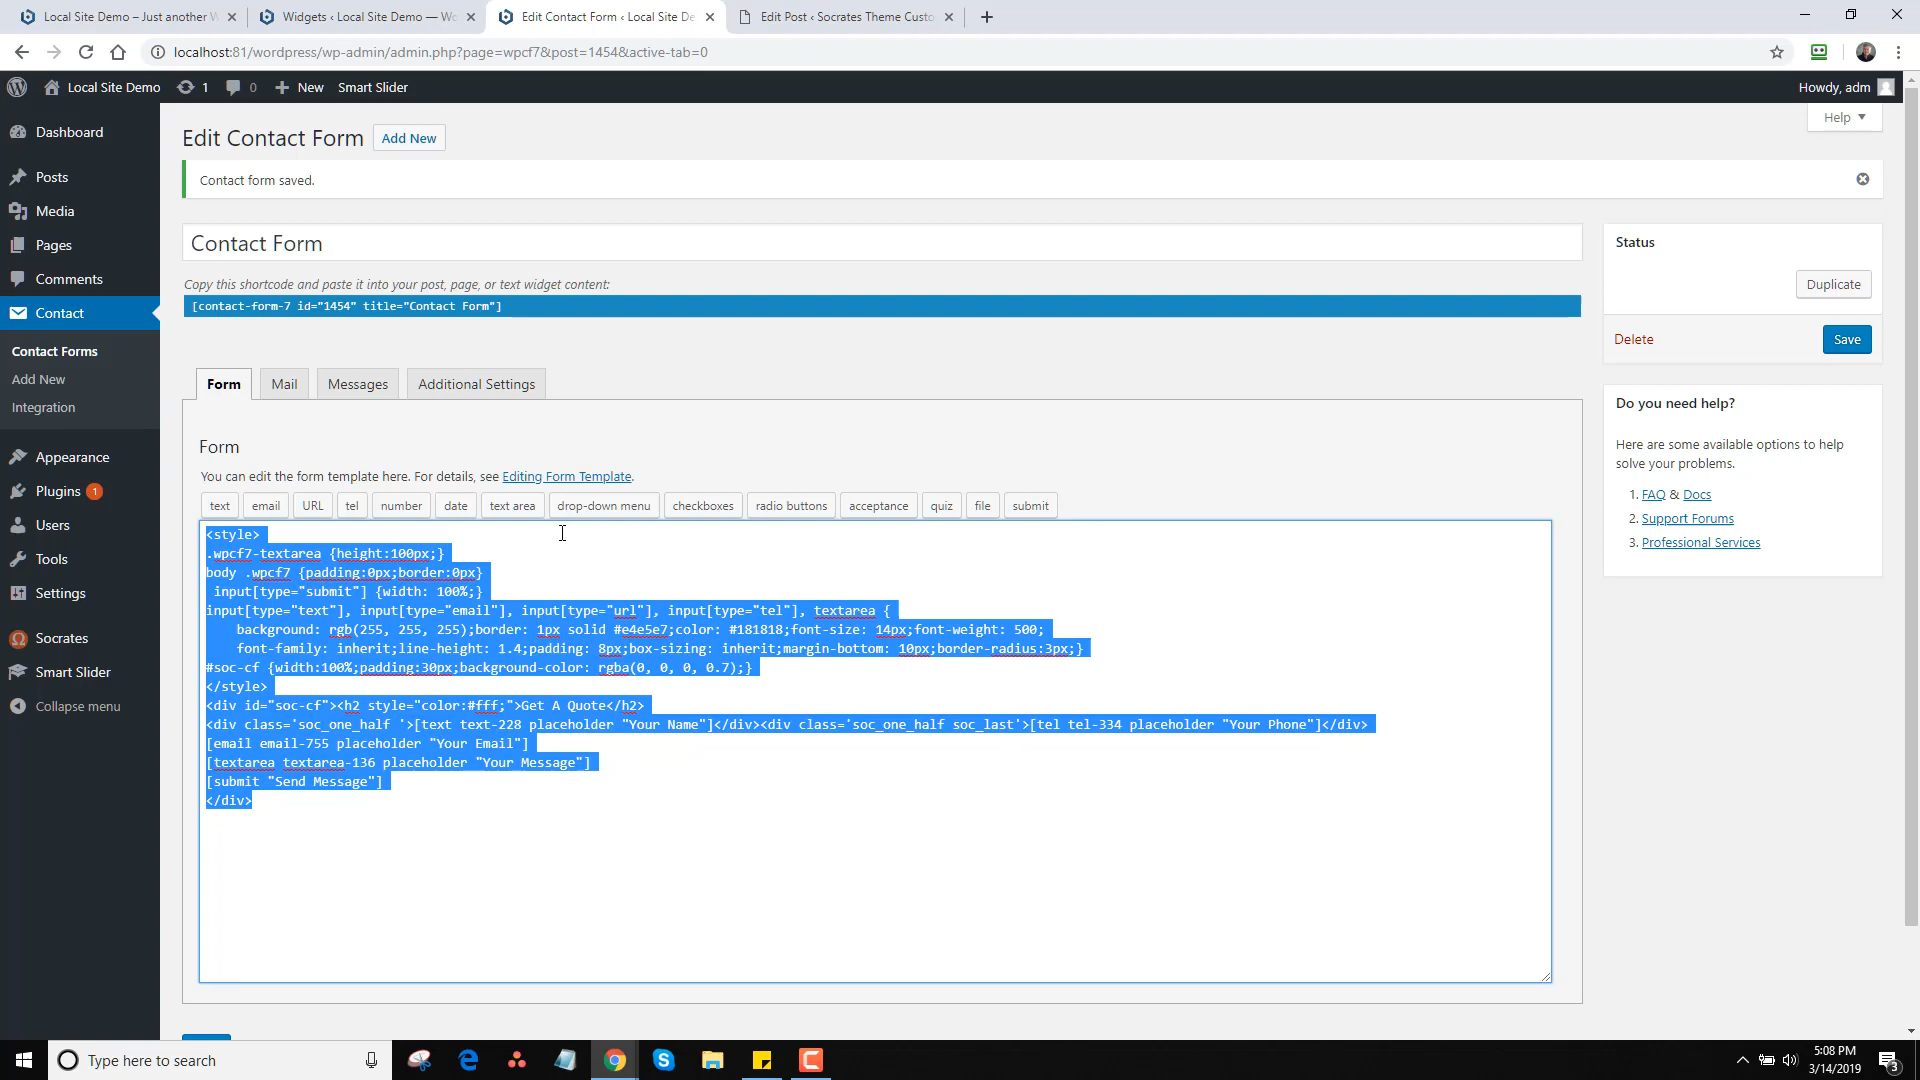 Local Site Demo – Just another W
Widgets ‹ Local Site Demo — Wo
Edit Contact Form ‹ Local Site De
Edit Post ‹ Socrates Theme Custo
localhost:81/wordpress/wp-admin/admin.php?page=wpcf7&post=1454&active-tab=0
Local Site Demo 1 0 New Smart Slider Howdy, adm
Help
Dashboard
Posts
Media
Pages
Comments
Contact
Contact Forms
Add New
Integration
Appearance
Plugins 1
Users
Tools
Settings
Socrates
Smart Slider
Collapse menu
Edit Contact Form Add New
Contact form saved.
Contact Form
Copy this shortcode and paste it into your post, page, or text widget content:
[contact-form-7 id="1454" title="Contact Form"]
Form Mail Messages Additional Settings
Form
You can edit the form template here. For details, see Editing Form Template.
text email URL tel number date text area drop-down menu checkboxes radio buttons acceptance quiz file submit
<style>
.wpcf7-textarea {height:100px;}
body .wpcf7 {padding:0px;border:0px}
input[type="submit"] {width: 100%;}
input[type="text"], input[type="email"], input[type="url"], input[type="tel"], textarea {
background: rgb(255, 255, 255);border: 1px solid #e4e5e7;color: #181818;font-size: 14px;font-weight: 500;
font-family: inherit;line-height: 1.4;padding: 8px;box-sizing: inherit;margin-bottom: 10px;border-radius:3px;}
#soc-cf {width:100%;padding:30px;background-color: rgba(0, 0, 0, 0.7);}
</style>
<div id="soc-cf"><h2 style="color:#fff;">Get A Quote</h2>
<div class='soc_one_half '>[text text-228 placeholder "Your Name"]</div><div class='soc_one_half soc_last'>[tel tel-334 placeholder "Your Phone"]</div>
[email email-755 placeholder "Your Email"]
[textarea textarea-136 placeholder "Your Message"]
[submit "Send Message"]
</div>
Status
Duplicate
Delete Save
Do you need help?
Here are some available options to help
solve your problems.
1. FAQ & Docs
2. Support Forums
3. Professional Services
Type here to search
5:08 PM
3/14/2019
3